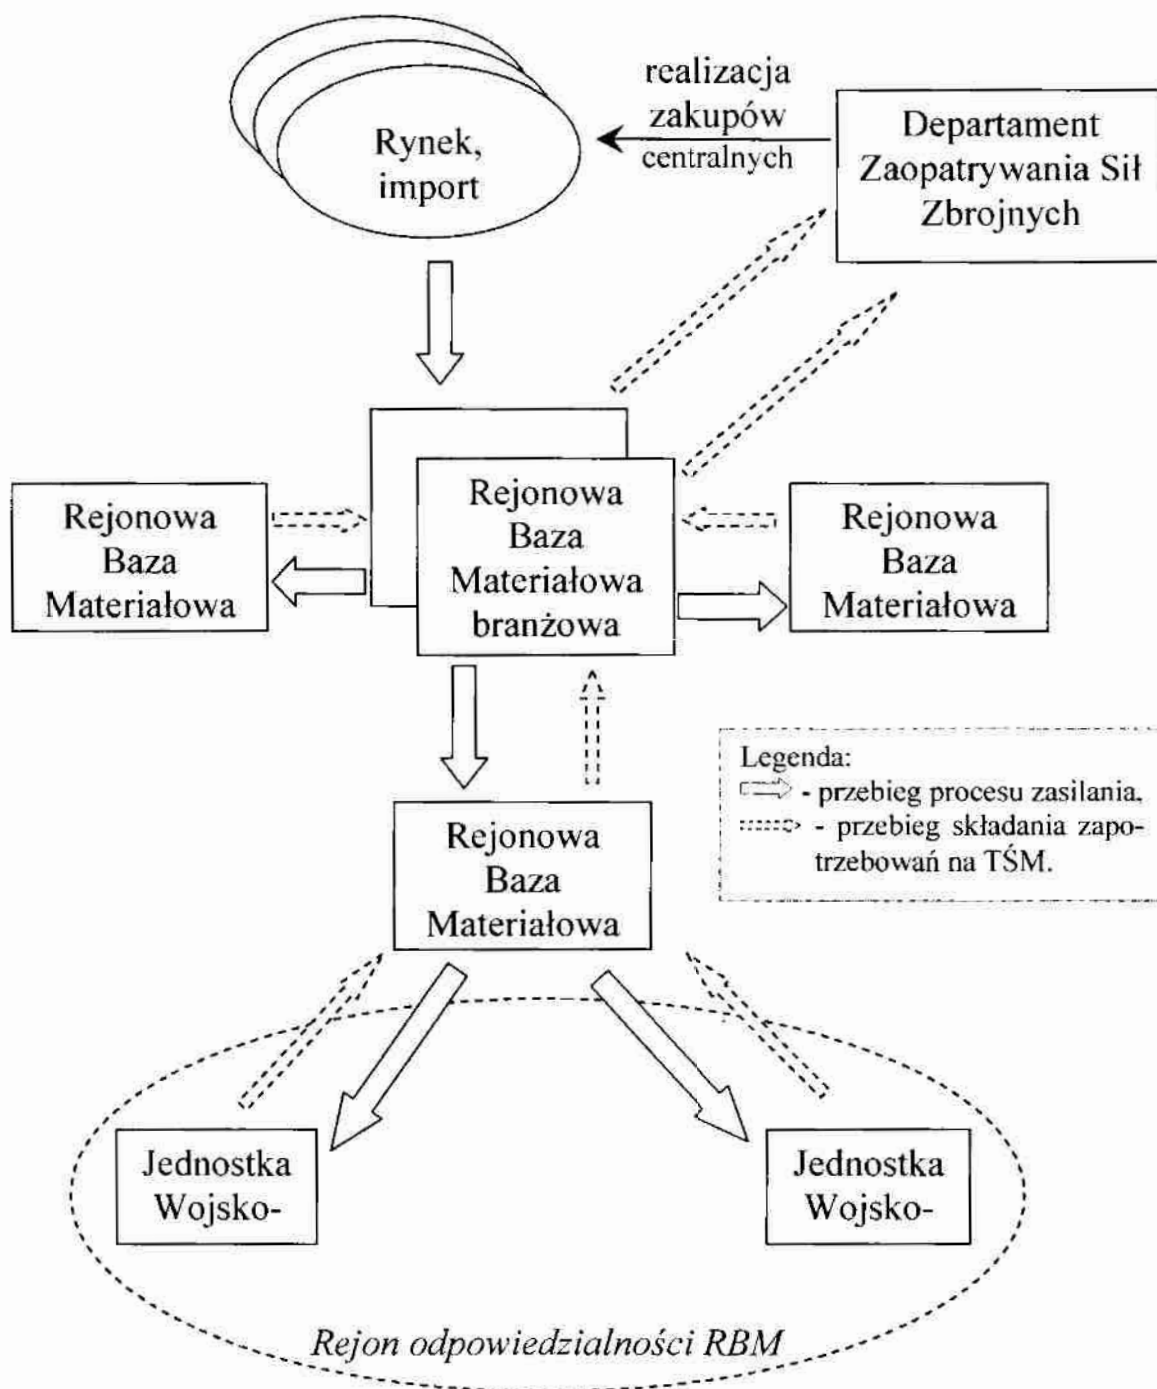 realizacja
zakupów
centralnych
Rynek,
import
Departament
Zaopatrywania Sił
Zbrojnych
Rejonowa
Baza
Materiałowa
Rejonowa
Baza
Materiałowa
branżowa
Rejonowa
Baza
Materiałowa
Legenda:
- przebieg procesu zasilania,
- przebieg składania zapo-
trzebowań na TŚM.
Rejonowa
Baza
Materiałowa
Jednostka
Wojsko-
Jednostka
Wojsko-
Rejon odpowiedzialności RBM